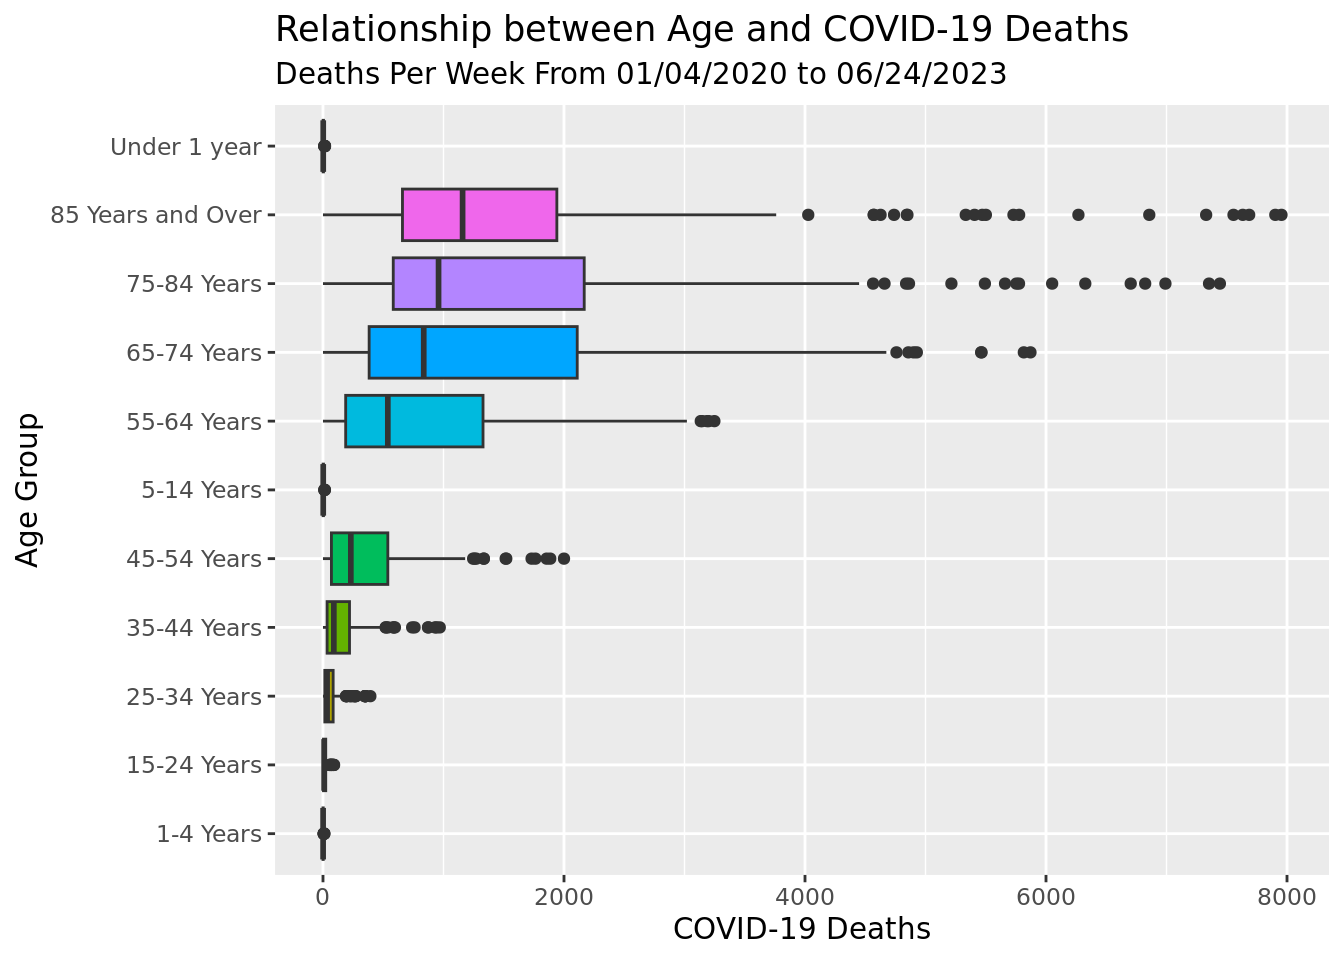 Relationship between Age and COVID-19 Deaths
Deaths Per Week From 01/04/2020 to 06/24/2023
Age Group
Under 1 year
85 Years and Over
75-84 Years
65-74 Years
55-64 Years
5-14 Years
45-54 Years
35-44 Years
25-34 Years
15-24 Years
1-4 Years
0 2000 4000 6000 8000
COVID-19 Deaths